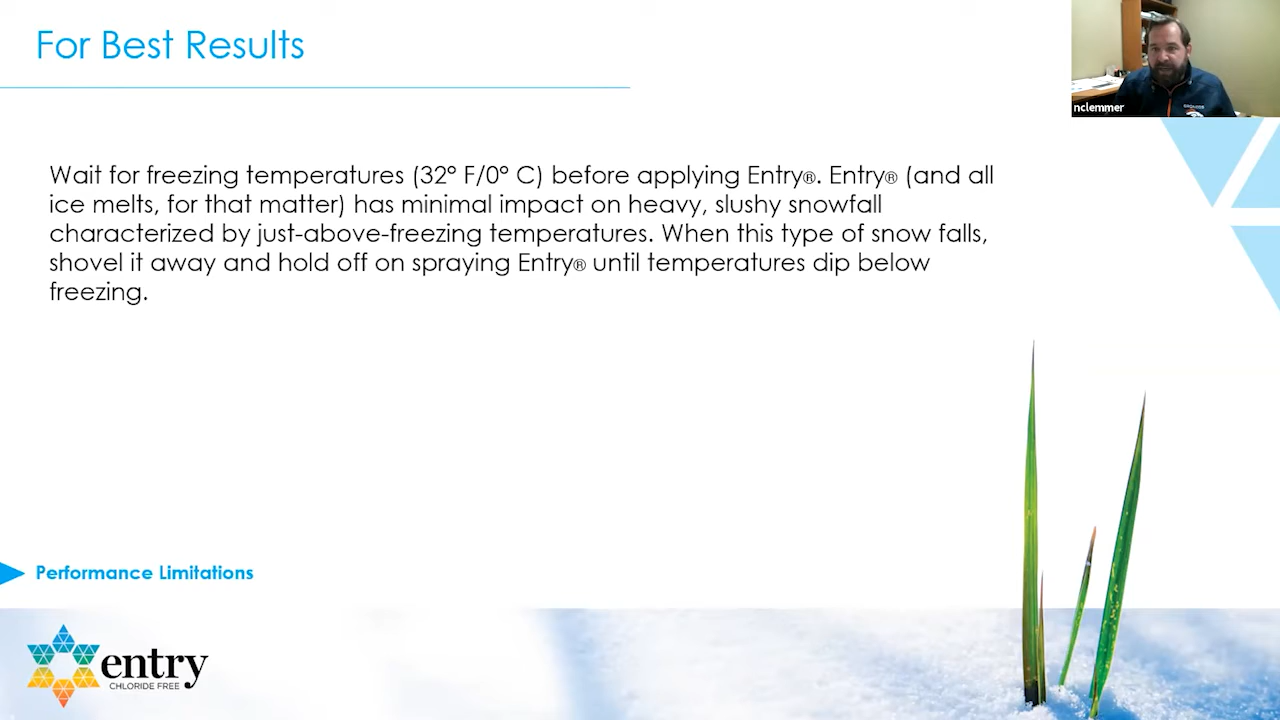 For Best Results
nclemmer
Wait for freezing temperatures (32° F/0° C) before applying Entry®. Entry® (and all
ice melts, for that matter) has minimal impact on heavy, slushy snowfall
characterized by just-above-freezing temperatures. When this type of snow falls,
shovel it away and hold off on spraying Entry® until temperatures dip below
freezing.
Performance Limitations
entry
CHLORIDE FREE